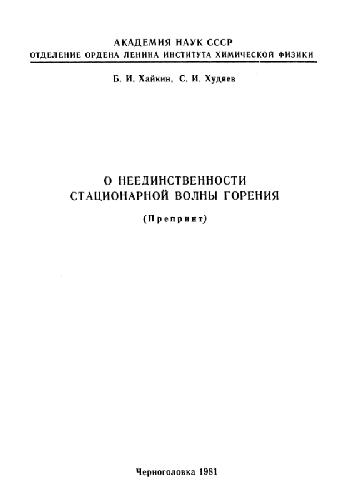 АКАДЕМИЯ НАУК СССР
ОТДЕЛЕНИЕ ОРДЕНА ЛЕНИНА ИНСТИТУТА ХИМИЧЕСКОЙ ФИЗИКИ
Б. И. Хайкин, С. И. Худяев
О НЕЕДИНСТВЕННОСТИ
СТАЦИОНАРНОЙ ВОЛНЫ ГОРЕНИЯ
(Препринт)
Черноголовка 1981